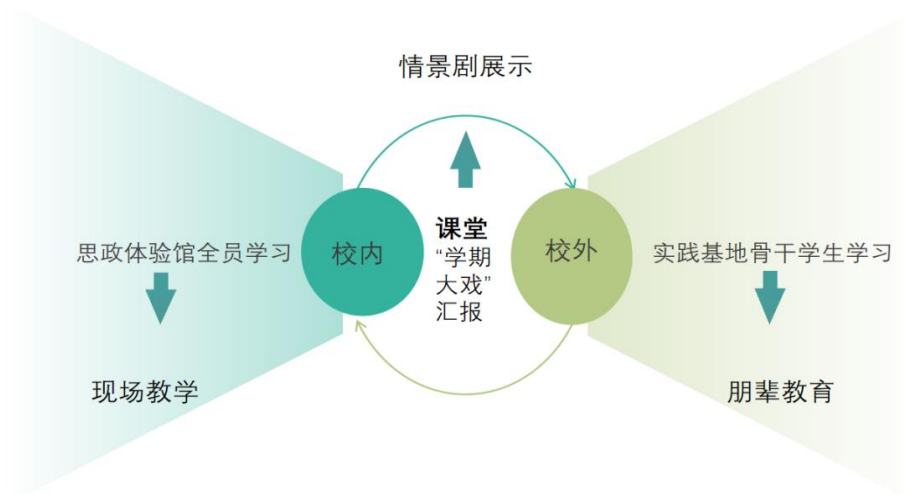 情景剧展示
思政体验馆全员学习
校内
课堂
“学期
大戏”
汇报
校外
实践基地骨干学生学习
现场教学
朋辈教育